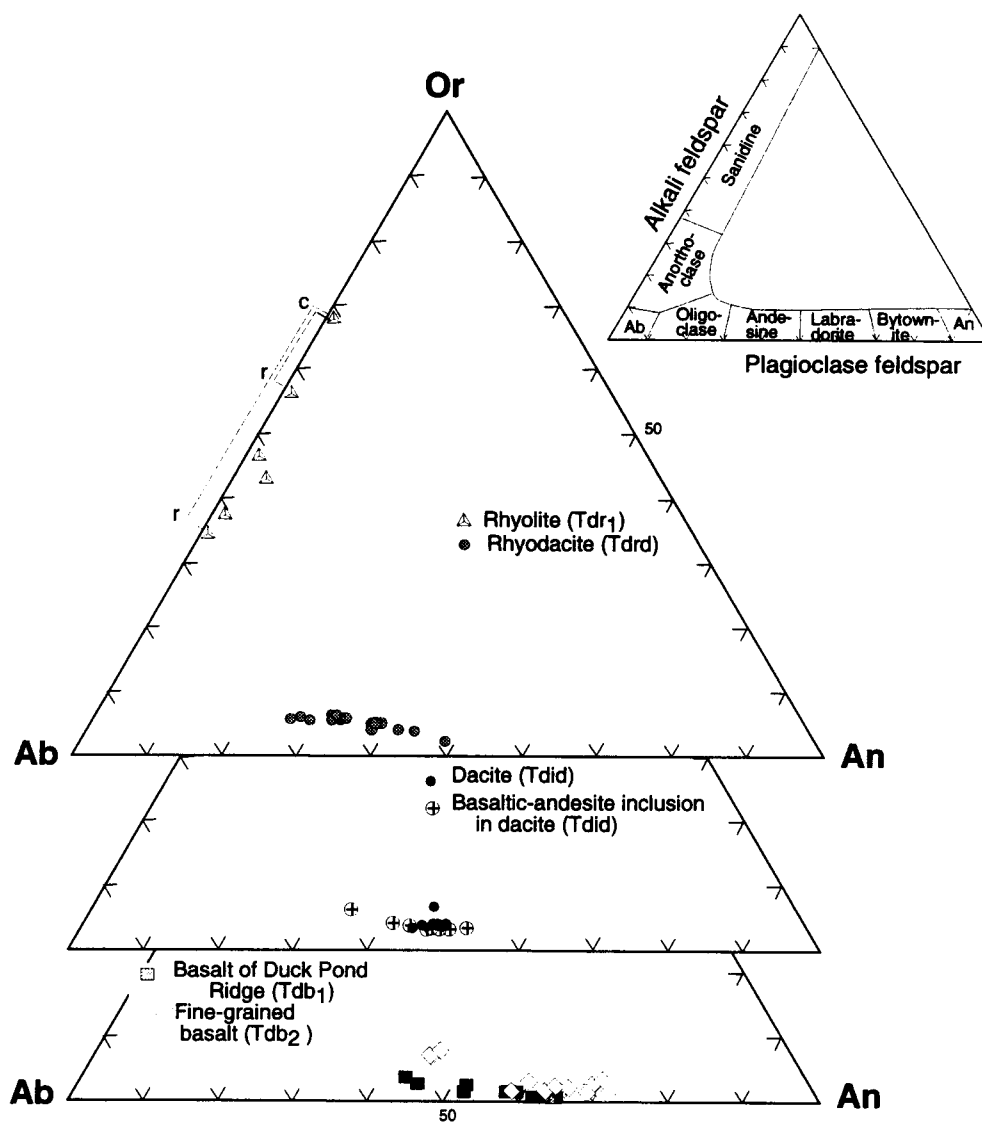 Or
Alkali feldspar
Sanidine
Anortho-
clase
Ab
Oligo-
clase
Ande-
sine
Labra-
dorite
Bytown-
ite
An
Plagioclase feldspar
c
r
r
50
Rhyolite (Tdr1)
Rhyodacite (Tdrd)
Ab
An
Dacite (Tdid)
Basaltic-andesite inclusion
in dacite (Tdid)
Basalt of Duck Pond
Ridge (Tdb1)
Fine-grained
basalt (Tdb2 )
Ab
An
50